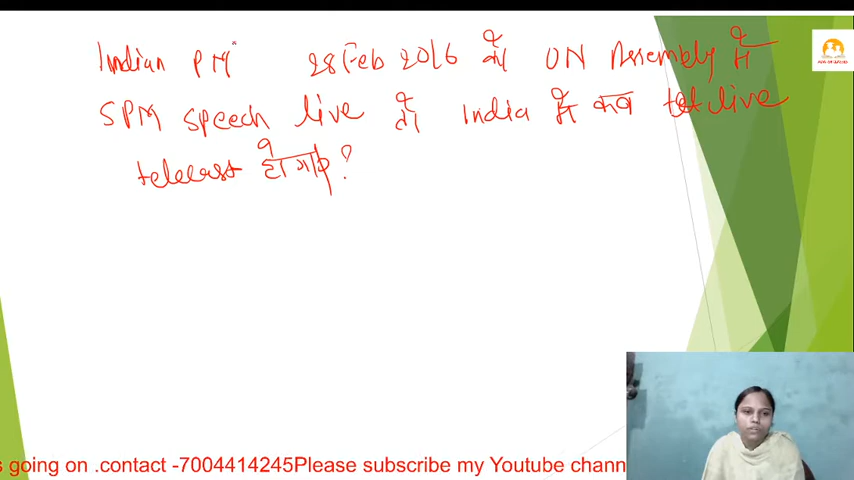 Indian PM 28 Feb 2016 को UN Assembly में
5PM speech live को India में कब live
telecast होगा?
s going on .contact -7004414245Please subscribe my Youtube chann